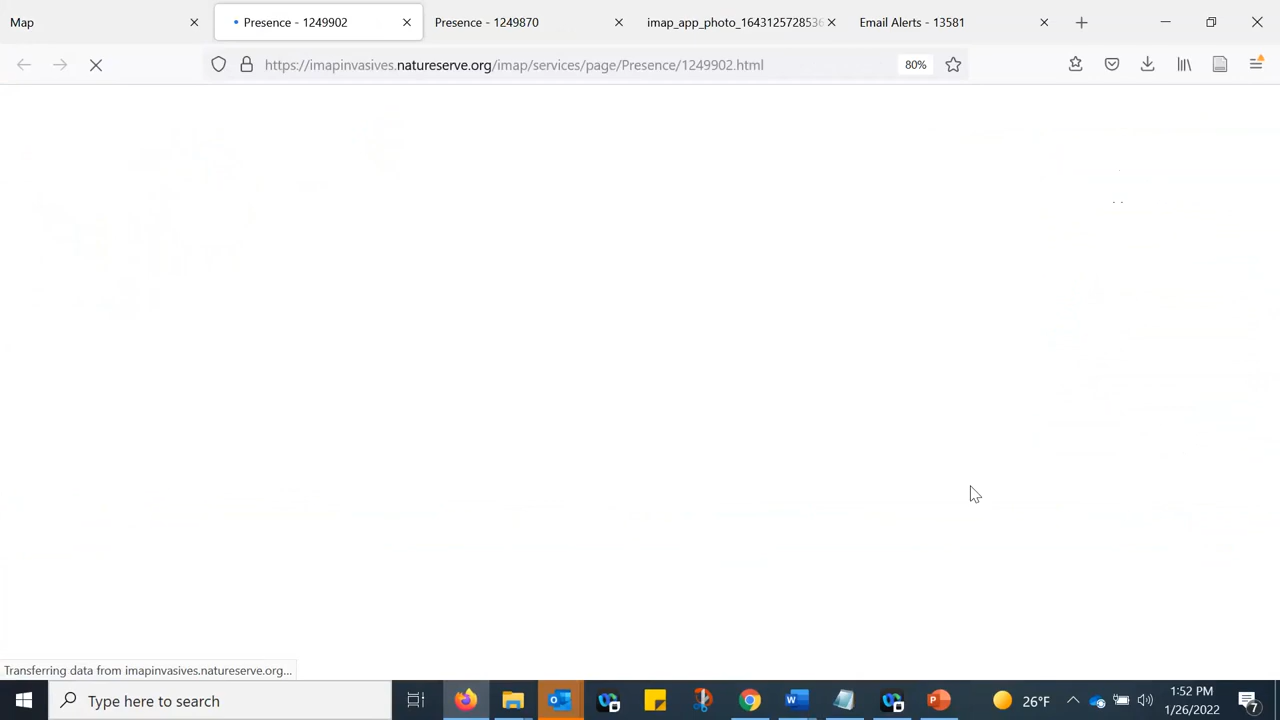 Map
Presence - 1249902
Presence - 1249870
imap_app_photo_1643125728536
Email Alerts - 13581
https://imapinvasives.natureserve.org/imap/services/page/Presence/1249902.html
80%
Transferring data from imapinvasives.natureserve.org...
Type here to search
26°F
1:52 PM
1/26/2022
7